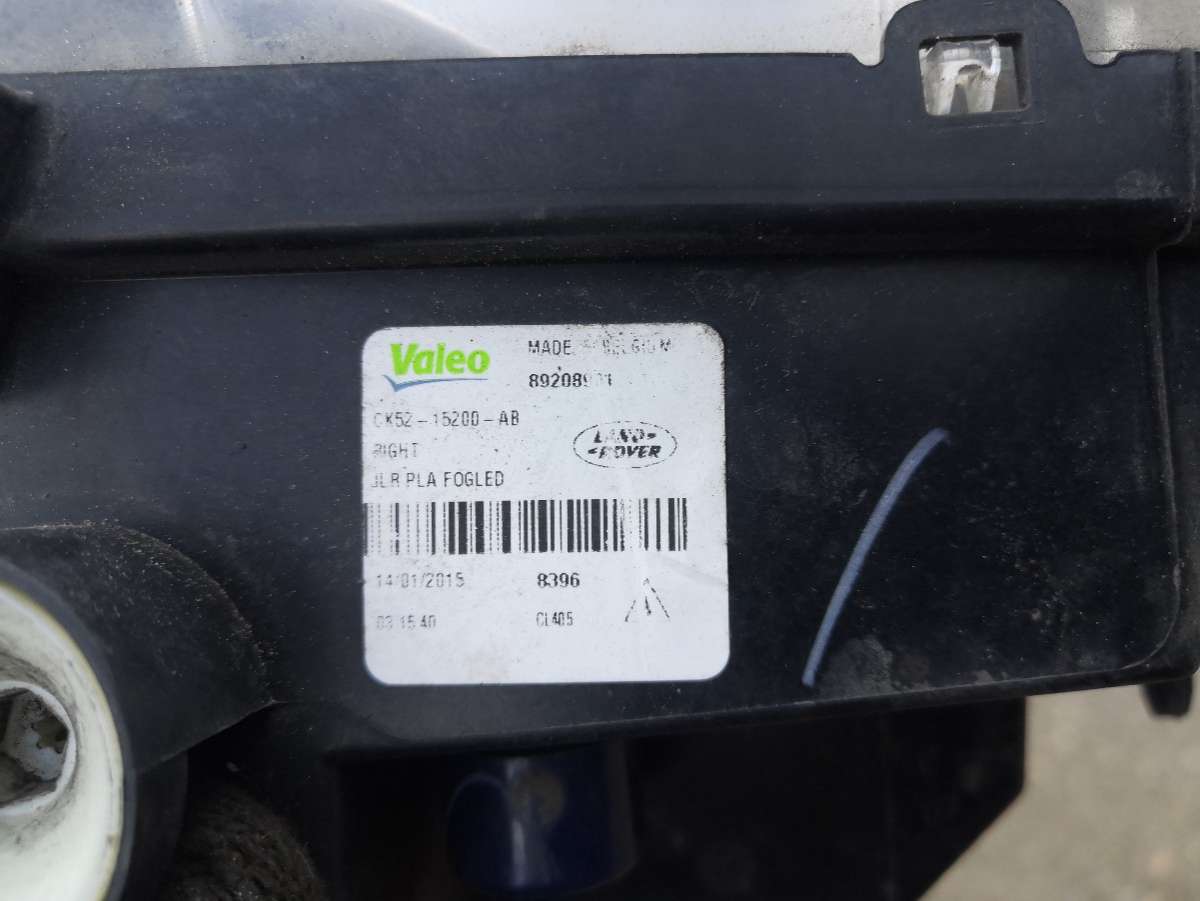 Valeo
MADE
CK52-15200-AB
RIGHT
LAND-
-ROVER
JLR PLA FOGLED
14/01/2015
8396
03 15 40
CL405